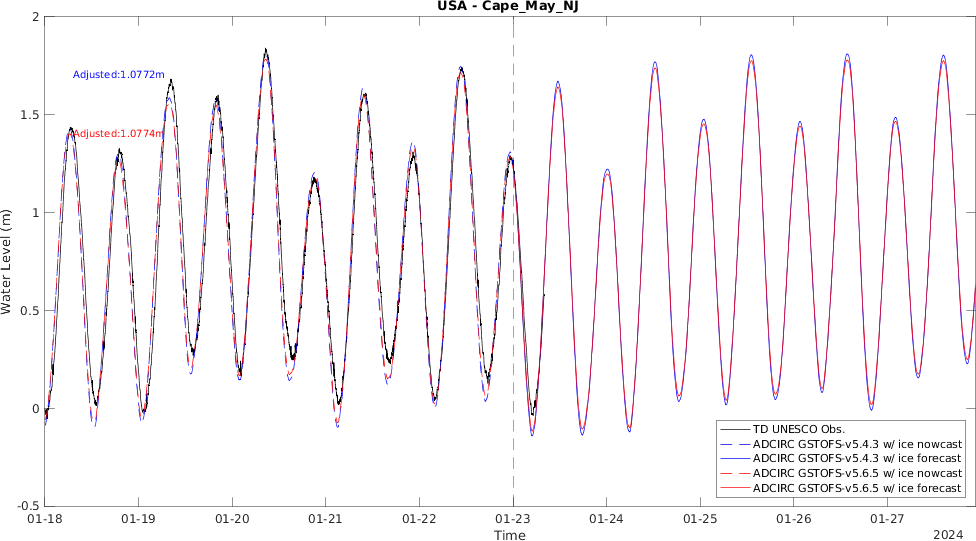 USA - Cape_May_NJ
2
1.5
1
0.5
0
-0.5
Water Level (m)
Adjusted:1.0772m
Adjusted:1.0774m
TD UNESCO Obs.
ADCIRC GSTOFS-v5.4.3 w/ ice nowcast
ADCIRC GSTOFS-v5.4.3 w/ ice forecast
ADCIRC GSTOFS-v5.6.5 w/ ice nowcast
ADCIRC GSTOFS-v5.6.5 w/ ice forecast
01-18 01-19 01-20 01-21 01-22 01-23 01-24 01-25 01-26 01-27
Time
2024